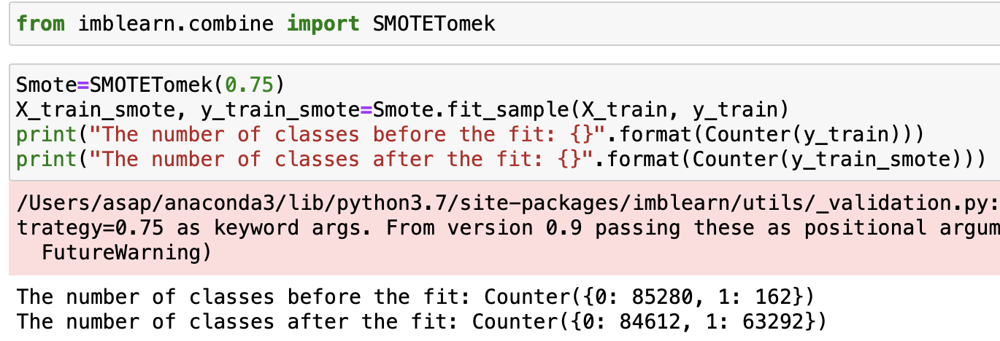 from imblearn.combine import SMOTETomek
Smote=SMOTETomek(0.75)
X_train_smote, y_train_smote=Smote.fit_sample(X_train, y_train)
print("The number of classes before the fit: {}".format(Counter(y_train)))
print("The number of classes after the fit: {}".format(Counter(y_train_smote)))
/Users/asap/anaconda3/lib/python3.7/site-packages/imblearn/utils/_validation.py:
trategy=0.75 as keyword args. From version 0.9 passing these as positional argum
FutureWarning)
The number of classes before the fit: Counter({0: 85280, 1: 162})
The number of classes after the fit: Counter({0: 84612, 1: 63292})